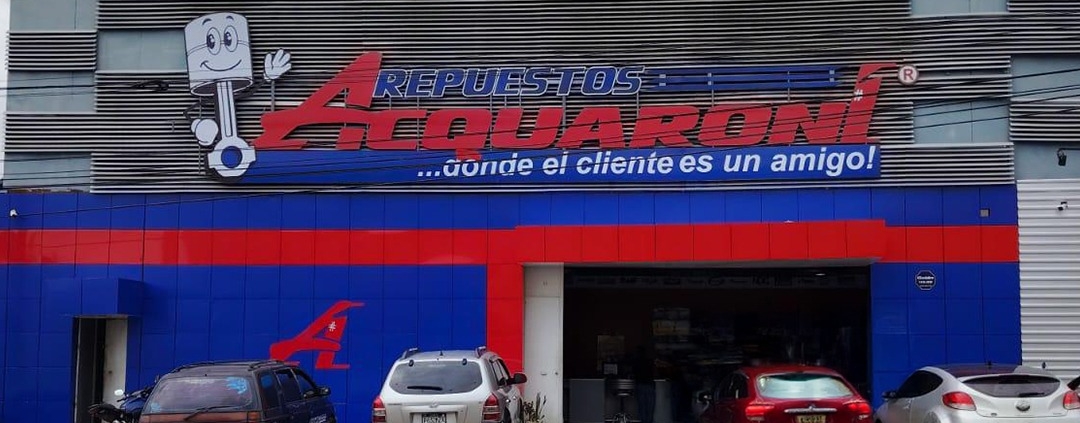 REPUESTOS
ACQUARONI
®
...donde el cliente es un amigo!